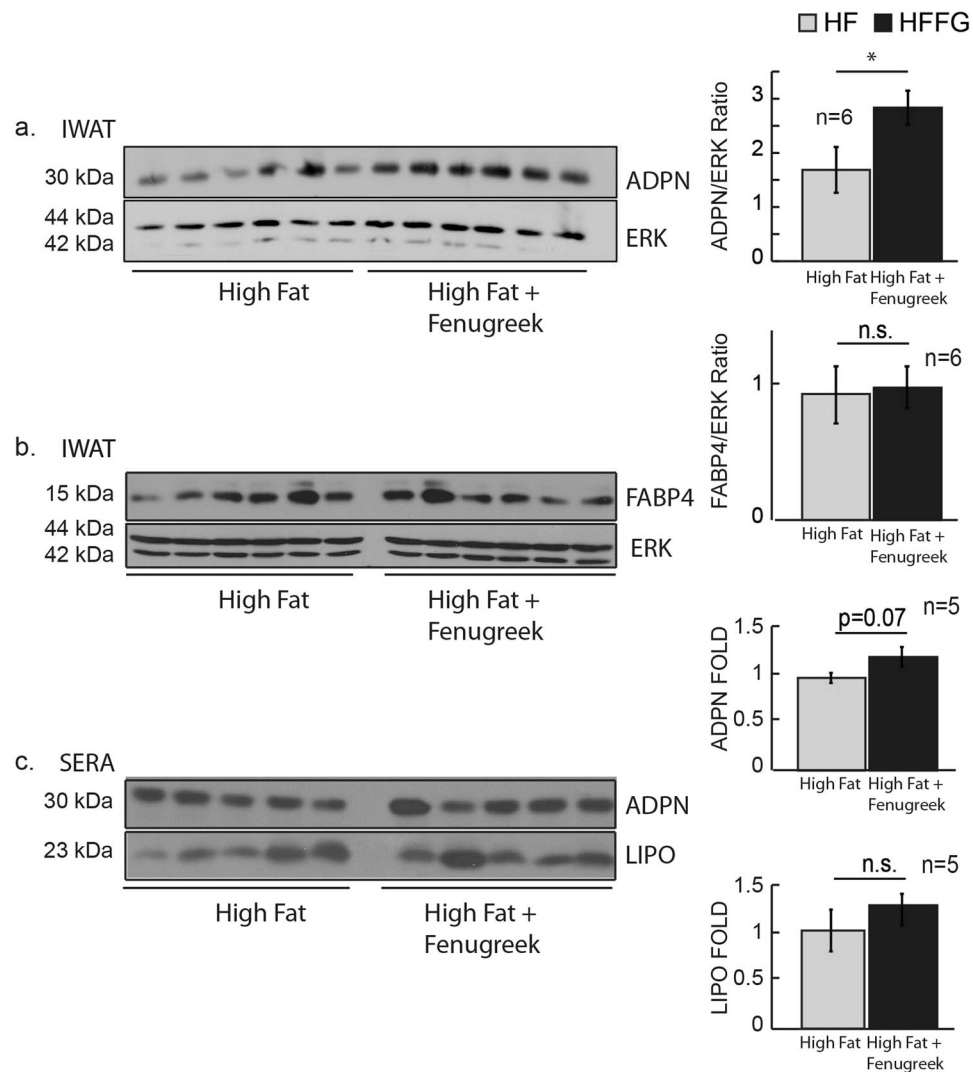 HF HFFG
a. IWAT
30 kDa
ADPN
44 kDa
42 kDa
ERK
High Fat
High Fat +
Fenugreek
ADPN/ERK Ratio
3
2
1
0
n=6
*
High Fat
High Fat +
Fenugreek
b. IWAT
15 kDa
FABP4
44 kDa
42 kDa
ERK
High Fat
High Fat +
Fenugreek
FABP4/ERK Ratio
1
0
n.s.
n=6
High Fat
High Fat +
Fenugreek
c. SERA
30 kDa
ADPN
23 kDa
LIPO
High Fat
High Fat +
Fenugreek
ADPN FOLD
1.5
1
0.5
0
p=0.07
n=5
High Fat
High Fat +
Fenugreek
LIPO FOLD
1.5
1
0.5
0
n.s.
n=5
High Fat
High Fat +
Fenugreek